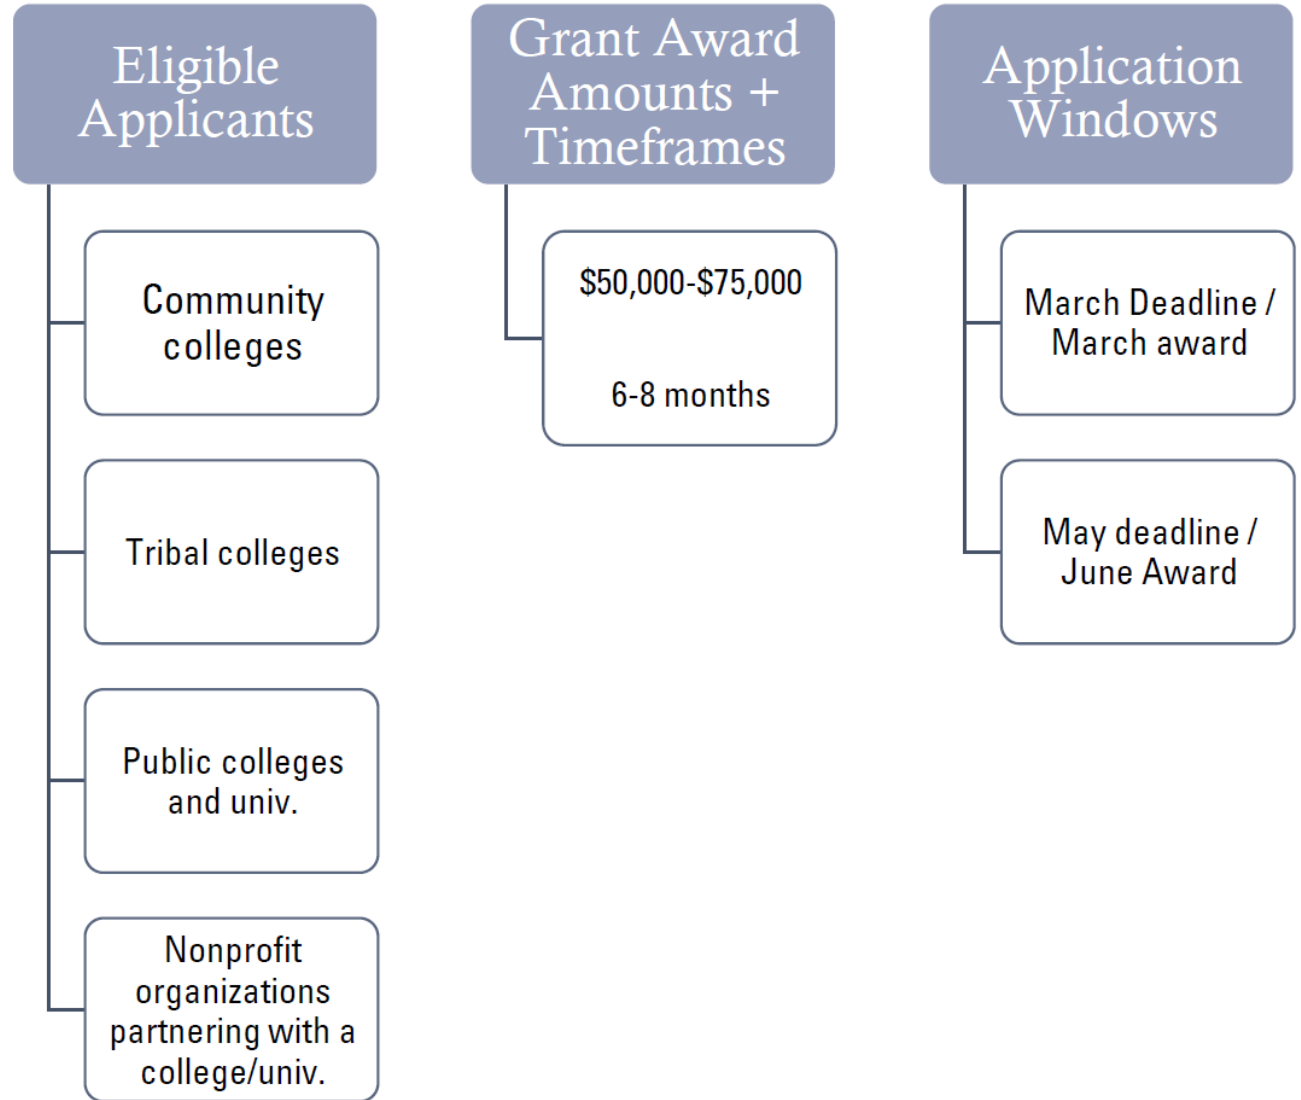 Eligible
Applicants
Community
colleges
Tribal colleges
Public colleges
and univ.
Nonprofit
organizations
partnering with a
college/univ.
Grant Award
Amounts +
Timeframes
$50,000-$75,000
6-8 months
Application
Windows
March Deadline /
March award
May deadline /
June Award